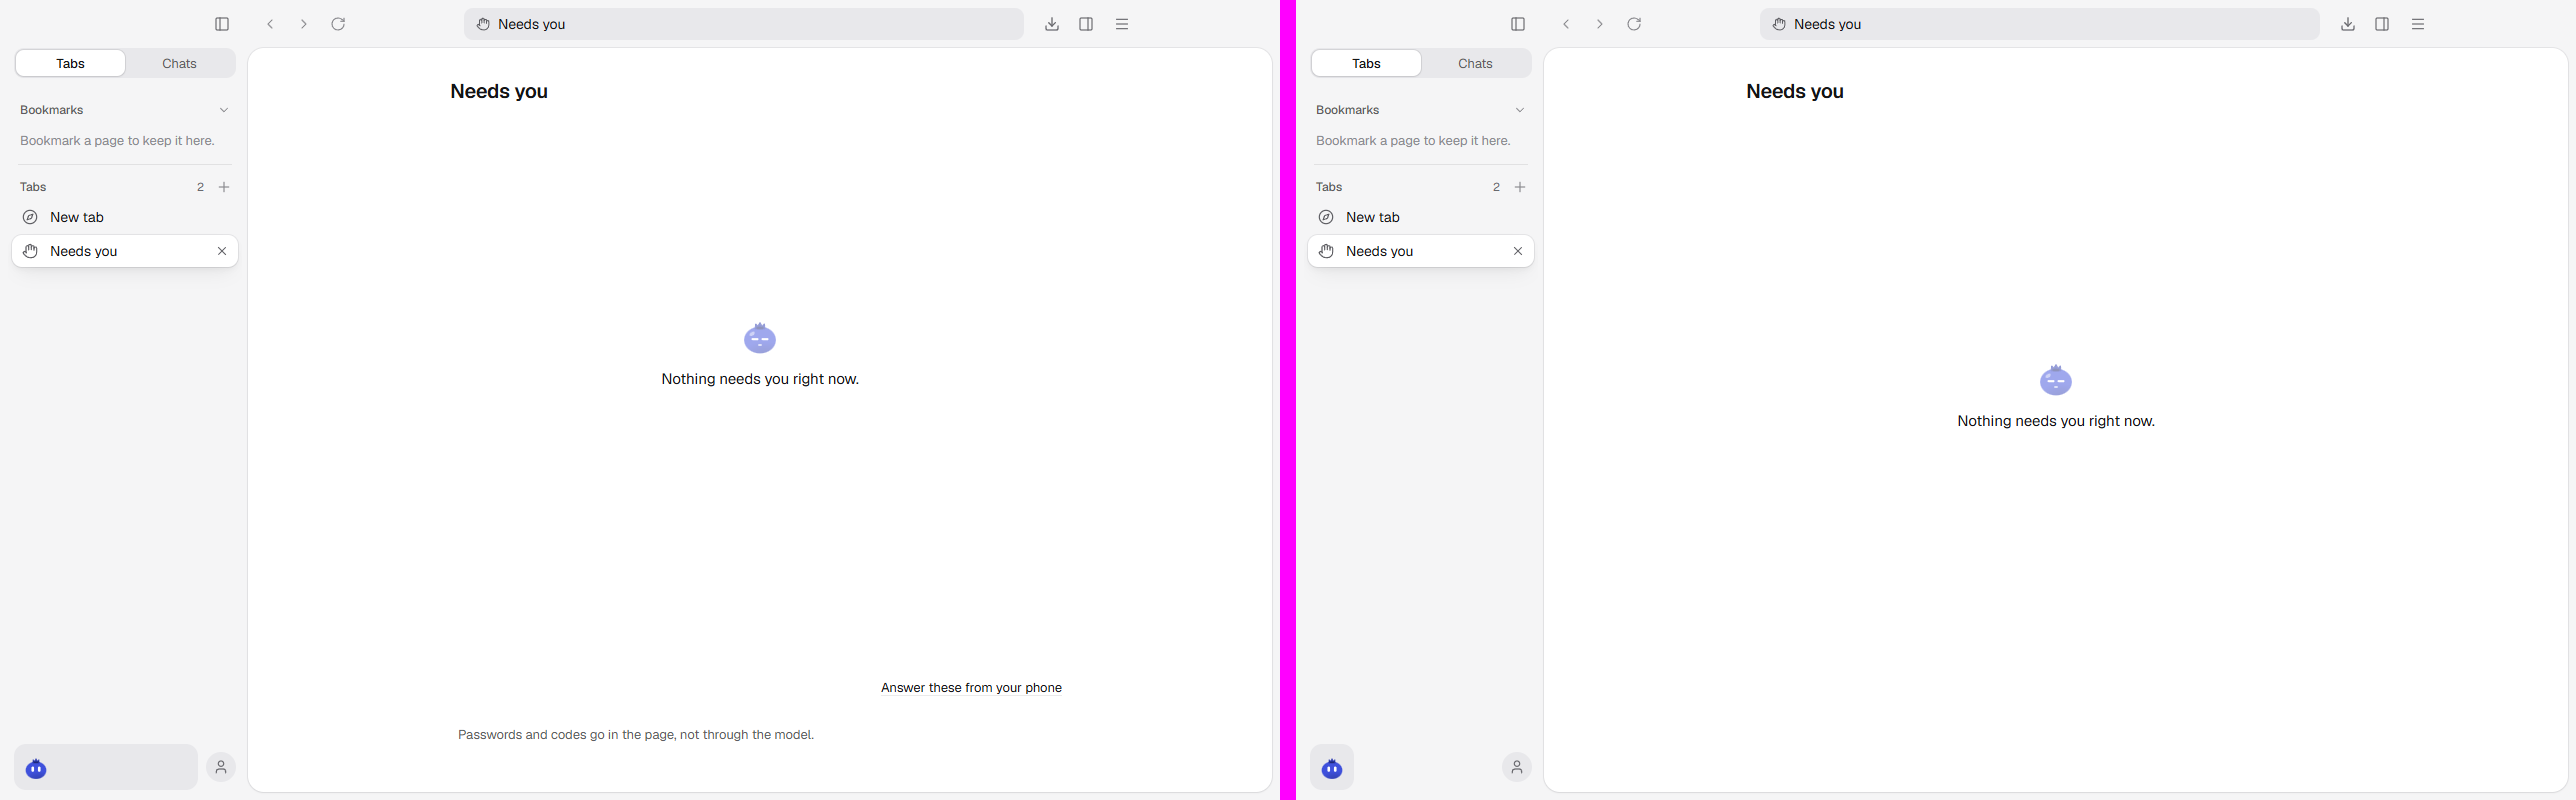 Needs you
Tabs
Chats
Needs you
Bookmarks
Bookmark a page to keep it here.
Tabs 2
New tab
Needs you
Nothing needs you right now.
Answer these from your phone
Passwords and codes go in the page, not through the model.
Needs you
Tabs
Chats
Needs you
Bookmarks
Bookmark a page to keep it here.
Tabs 2
New tab
Needs you
Nothing needs you right now.